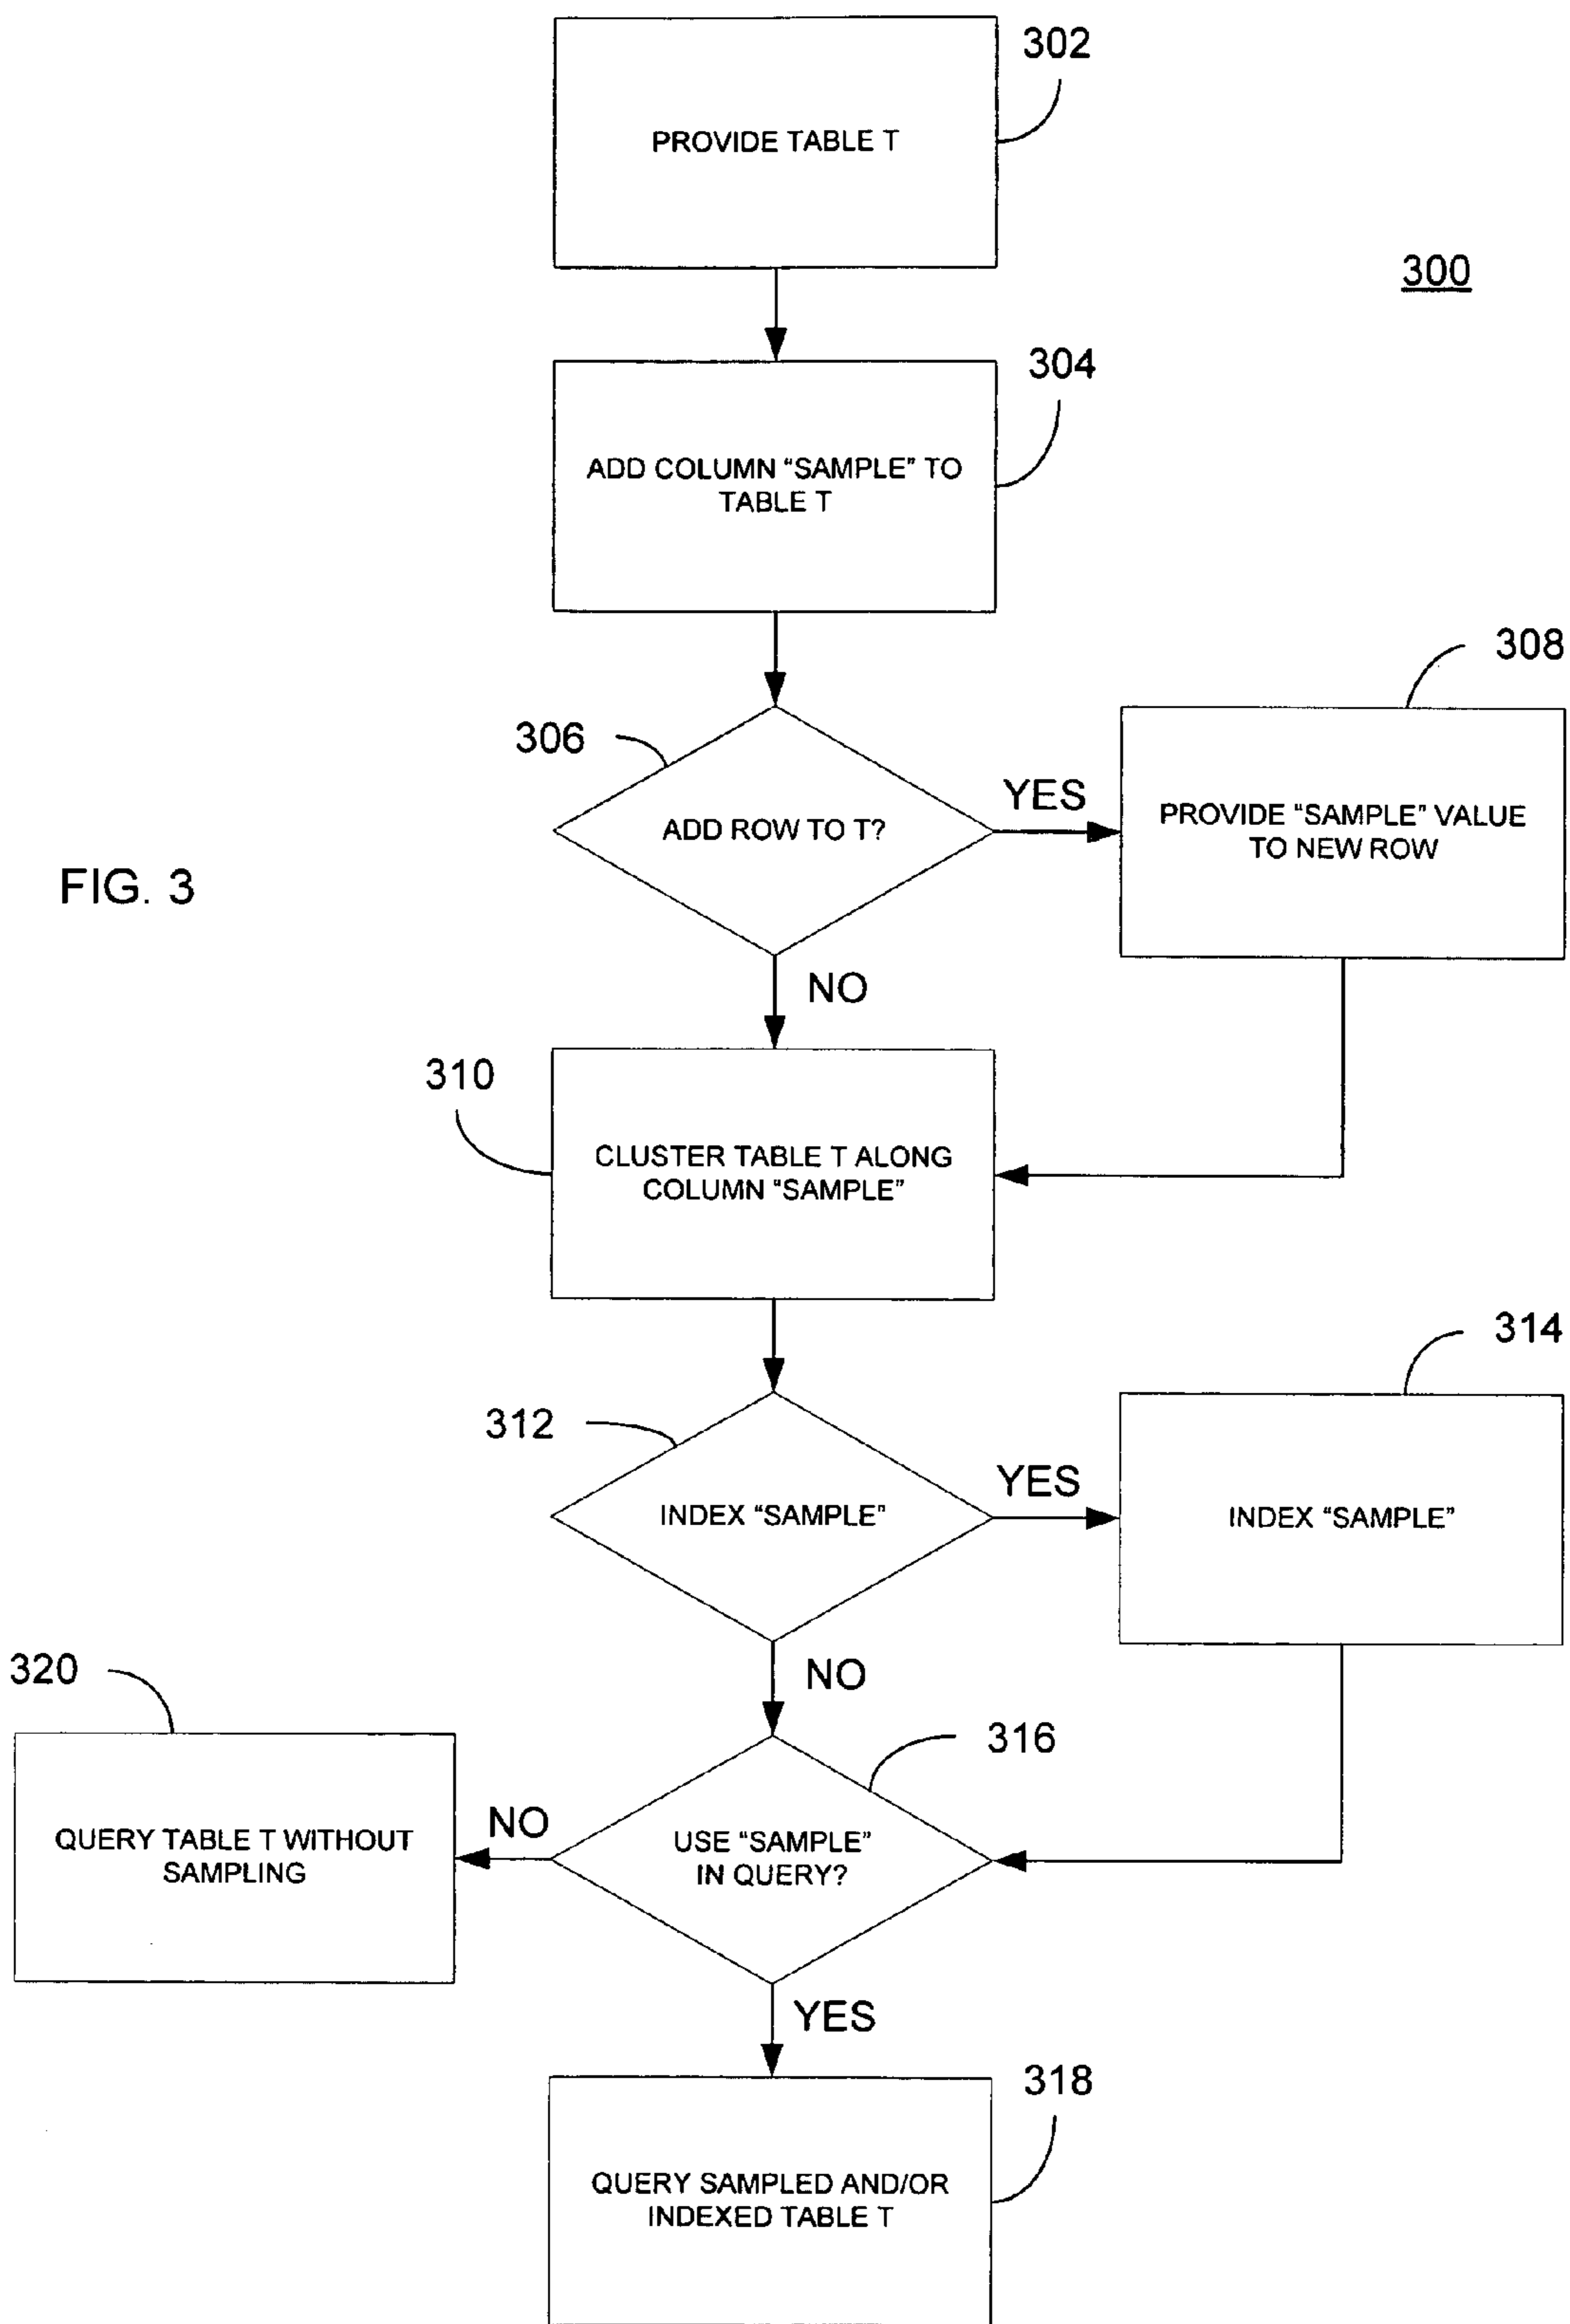 302
PROVIDE TABLE T
300
304
ADD COLUMN “SAMPLE” TO
TABLE T
308
306
YES
ADD ROW TO T?
PROVIDE “SAMPLE” VALUE
TO NEW ROW
FIG. 3
NO
310
CLUSTER TABLE T ALONG
COLUMN “SAMPLE”
314
312
YES
INDEX “SAMPLE”
INDEX “SAMPLE”
320
NO
316
NO
QUERY TABLE T WITHOUT
SAMPLING
USE “SAMPLE”
IN QUERY?
YES
318
QUERY SAMPLED AND/OR
INDEXED TABLE T